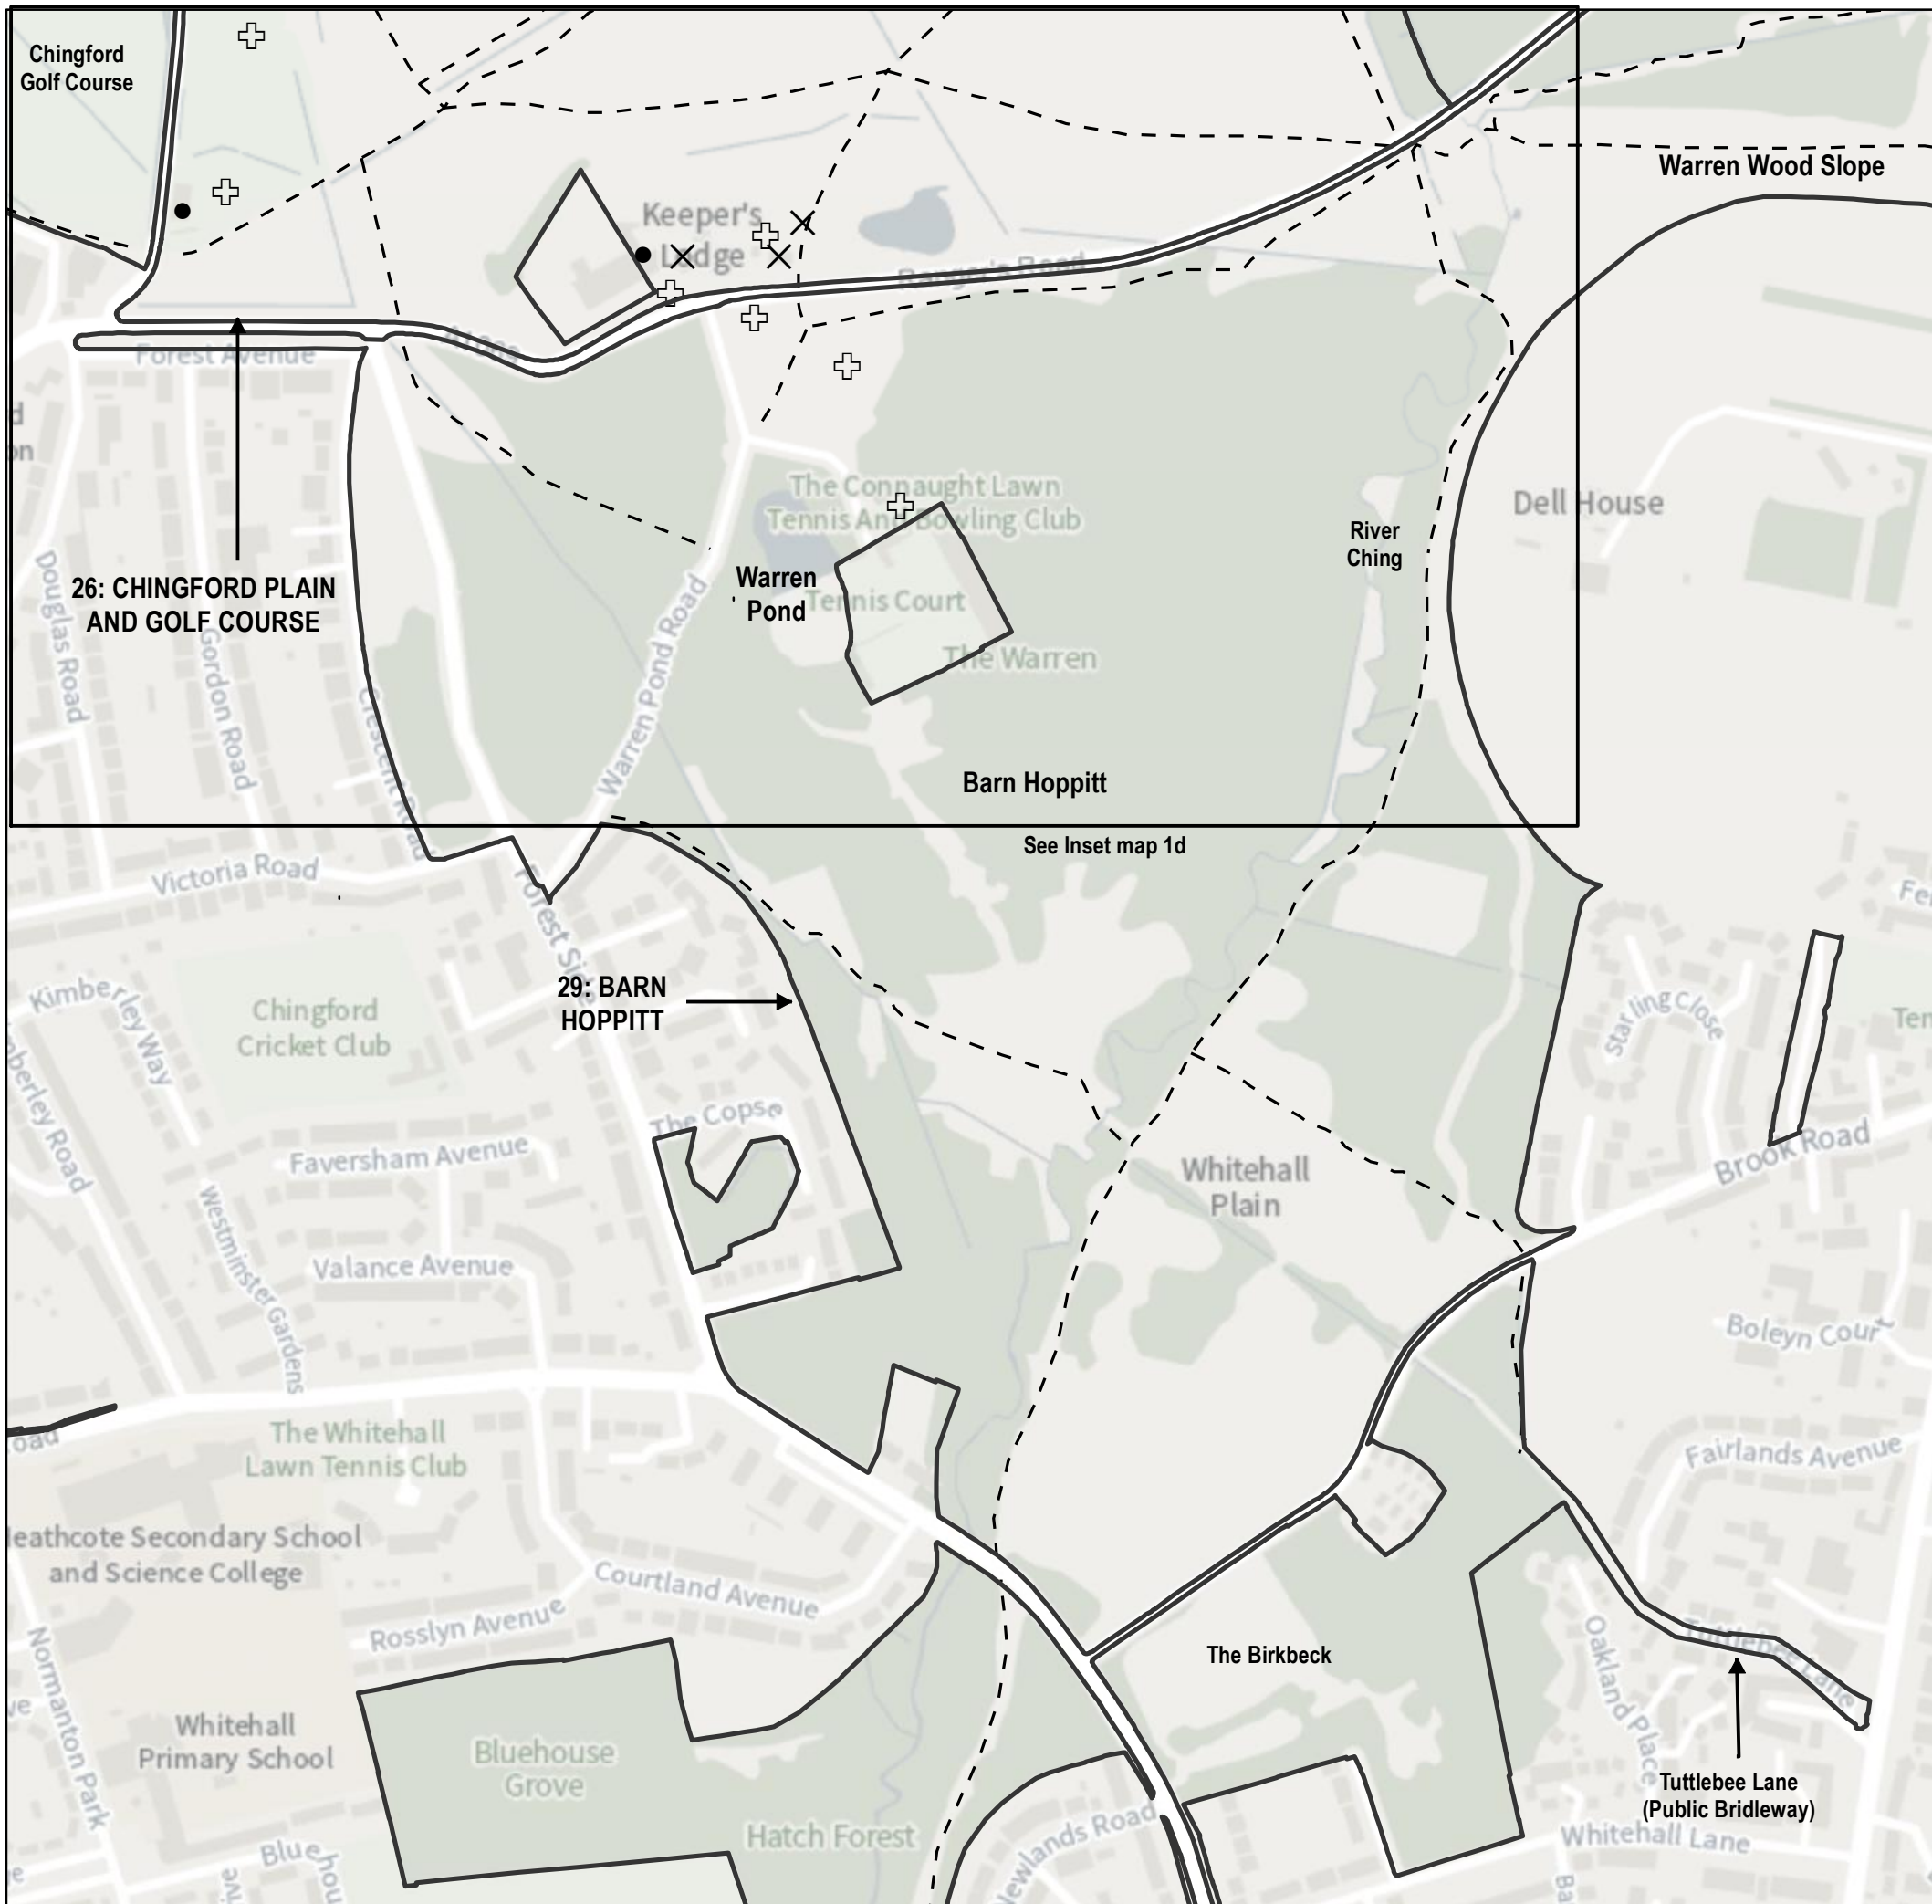 Chingford
Golf Course
Warren Wood Slope
Keeper's
Lodge
Ranger's Road
Forest Avenue
The Connaught Lawn
Tennis And Bowling Club
Dell House
River
Ching
26: CHINGFORD PLAIN
AND GOLF COURSE
Warren
Pond
Tennis Court
The Warren
Douglas Road
Gordon Road
Crescent Road
Warren Pond Road
Barn Hoppitt
See Inset map 1d
Victoria Road
Forest Side
29: BARN
HOPPITT
Kimberley Way
Chingford
Cricket Club
Starling Close
The Copse
Brook Road
Faversham Avenue
Whitehall
Plain
Westminster Gardens
Valance Avenue
Boleyn Court
oad
The Whitehall
Lawn Tennis Club
Fairlands Avenue
Heathcote Secondary School
and Science College
Courtland Avenue
Rosslyn Avenue
Normanton Park
The Birkbeck
Oakland Place
Tuttlebee Lane
Whitehall
Primary School
Bluehouse
Grove
Tuttlebee Lane
(Public Bridleway)
Hatch Forest
Newlands Road
Whitehall Lane